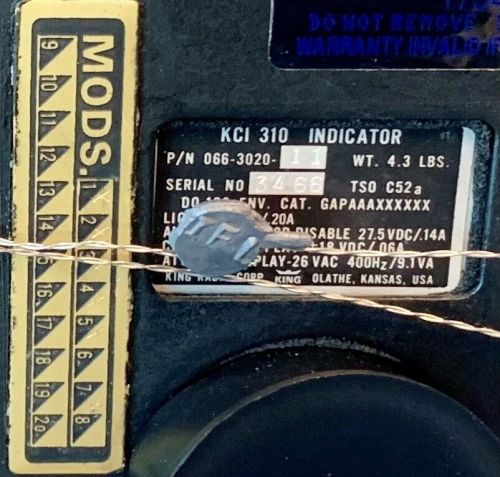 DO NOT REMOVE
WARRANTY INVALID
MODS.
1
2
3
4
5
6
7
8
9
10
11
12
13
14
15
16
17
18
19
20
KCI 310 INDICATOR
P/N 066-3020- 11 WT. 4.3 LBS.
SERIAL NO 3466 TSO C52a
ENV. CAT. GAPAAAXXXXXX
.20A
DISABLE 27.5VDC/.14A
±18 VDC/.06A
PLAY-26 VAC 400Hz/9.1VA
KING RADIO CORP. KING OLATHE, KANSAS, USA